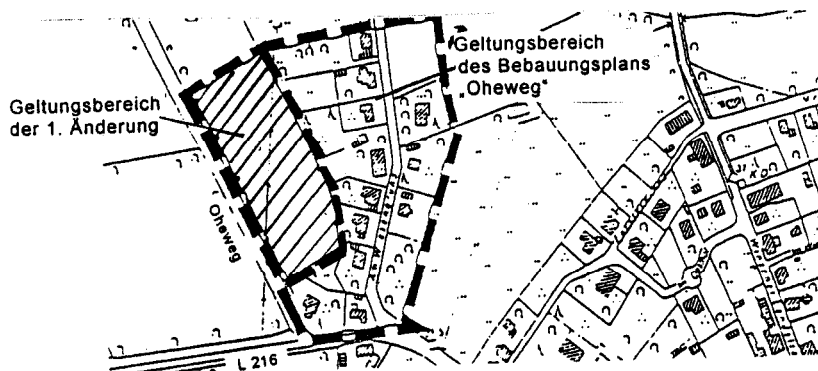 Geltungsbereich
des Bebauungsplans
„Oheweg“
Geltungsbereich
der 1. Änderung
Oheweg
L 216